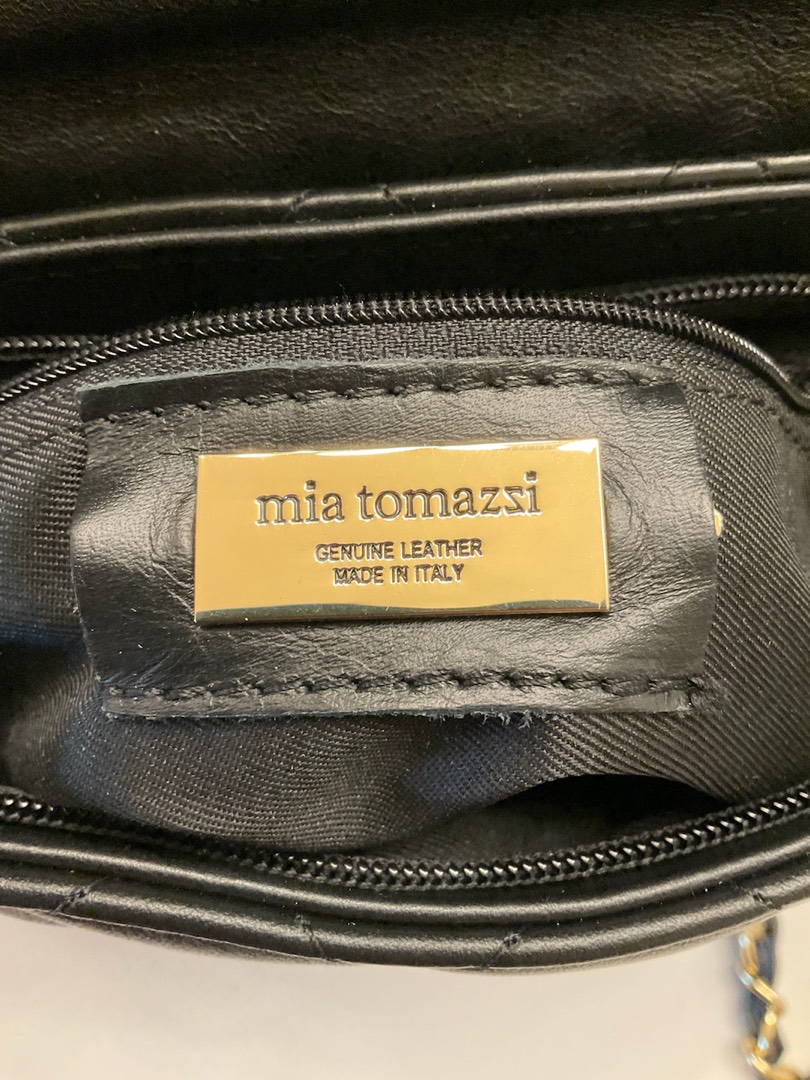 mia tomazzi
GENUINE LEATHER
MADE IN ITALY